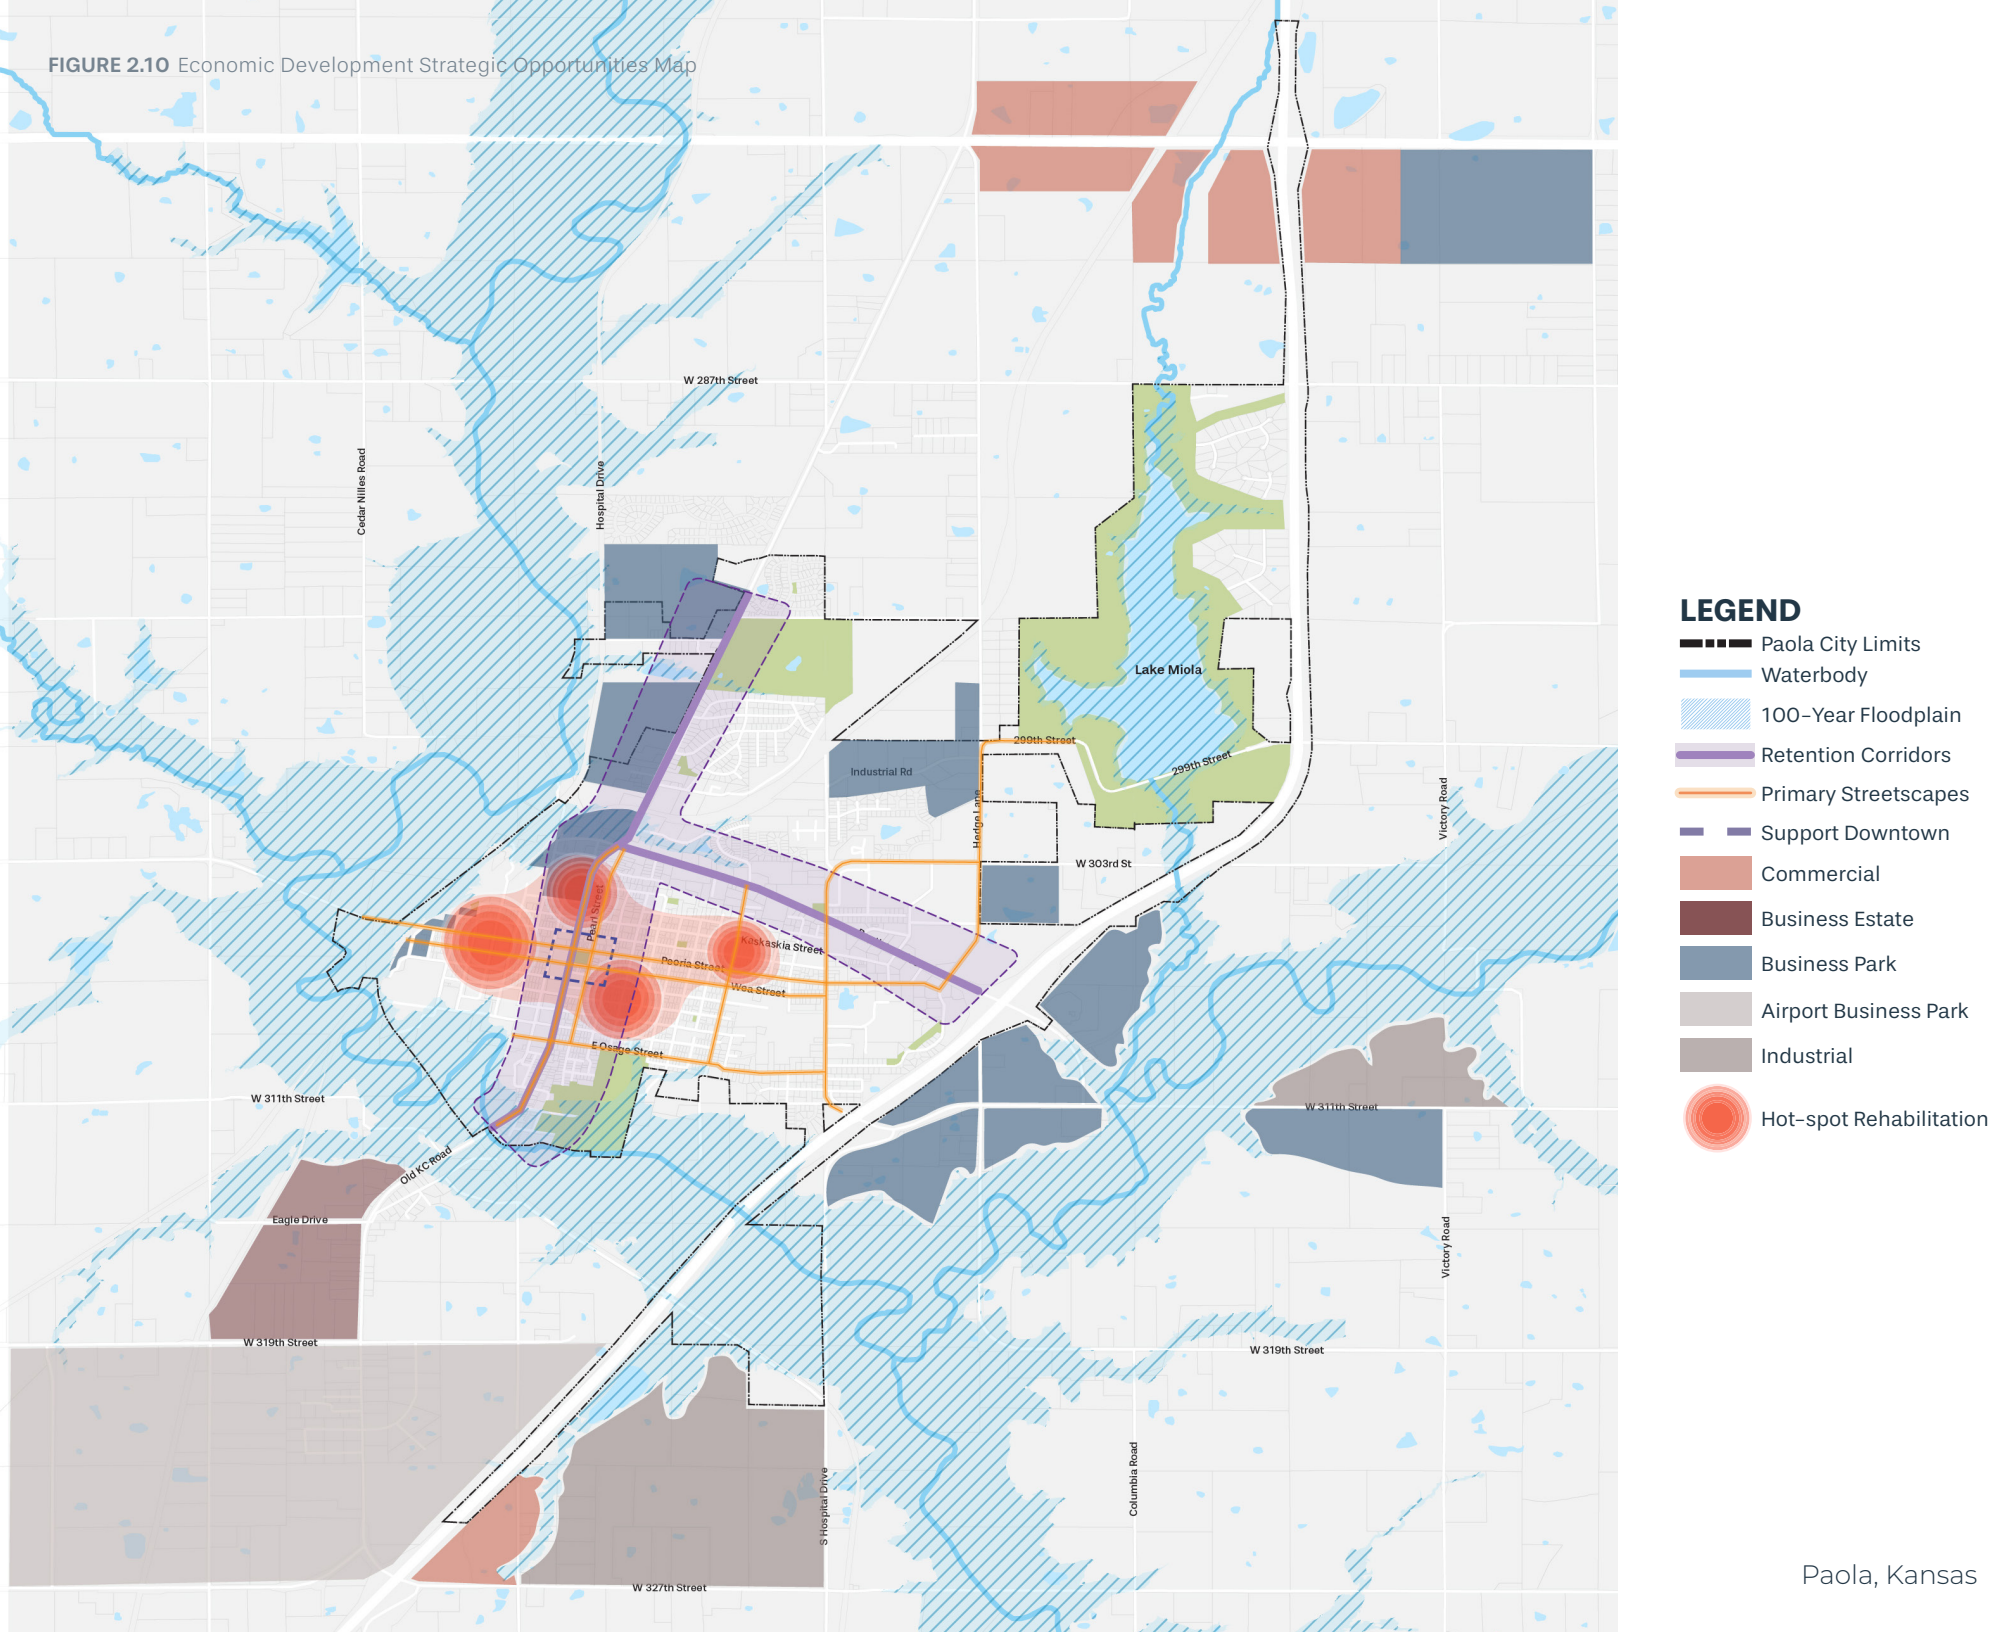 FIGURE 2.10 Economic Development Strategic Opportunities Map
W 287th Street
Cedar Nilles Road
Hospital Drive
Lake Miola
299th Street
299th Street
Industrial Rd
Hedge Lane
Victory Road
W 303rd St
Pearl Street
Kaskaskia Street
Peoria Street
Wea Street
E Osage Street
W 311th Street
W 311th Street
Old KC Road
Eagle Drive
Victory Road
W 319th Street
W 319th Street
Columbia Road
S Hospital Drive
W 327th Street
LEGEND
Paola City Limits
Waterbody
100-Year Floodplain
Retention Corridors
Primary Streetscapes
Support Downtown
Commercial
Business Estate
Business Park
Airport Business Park
Industrial
Hot-spot Rehabilitation
Paola, Kansas